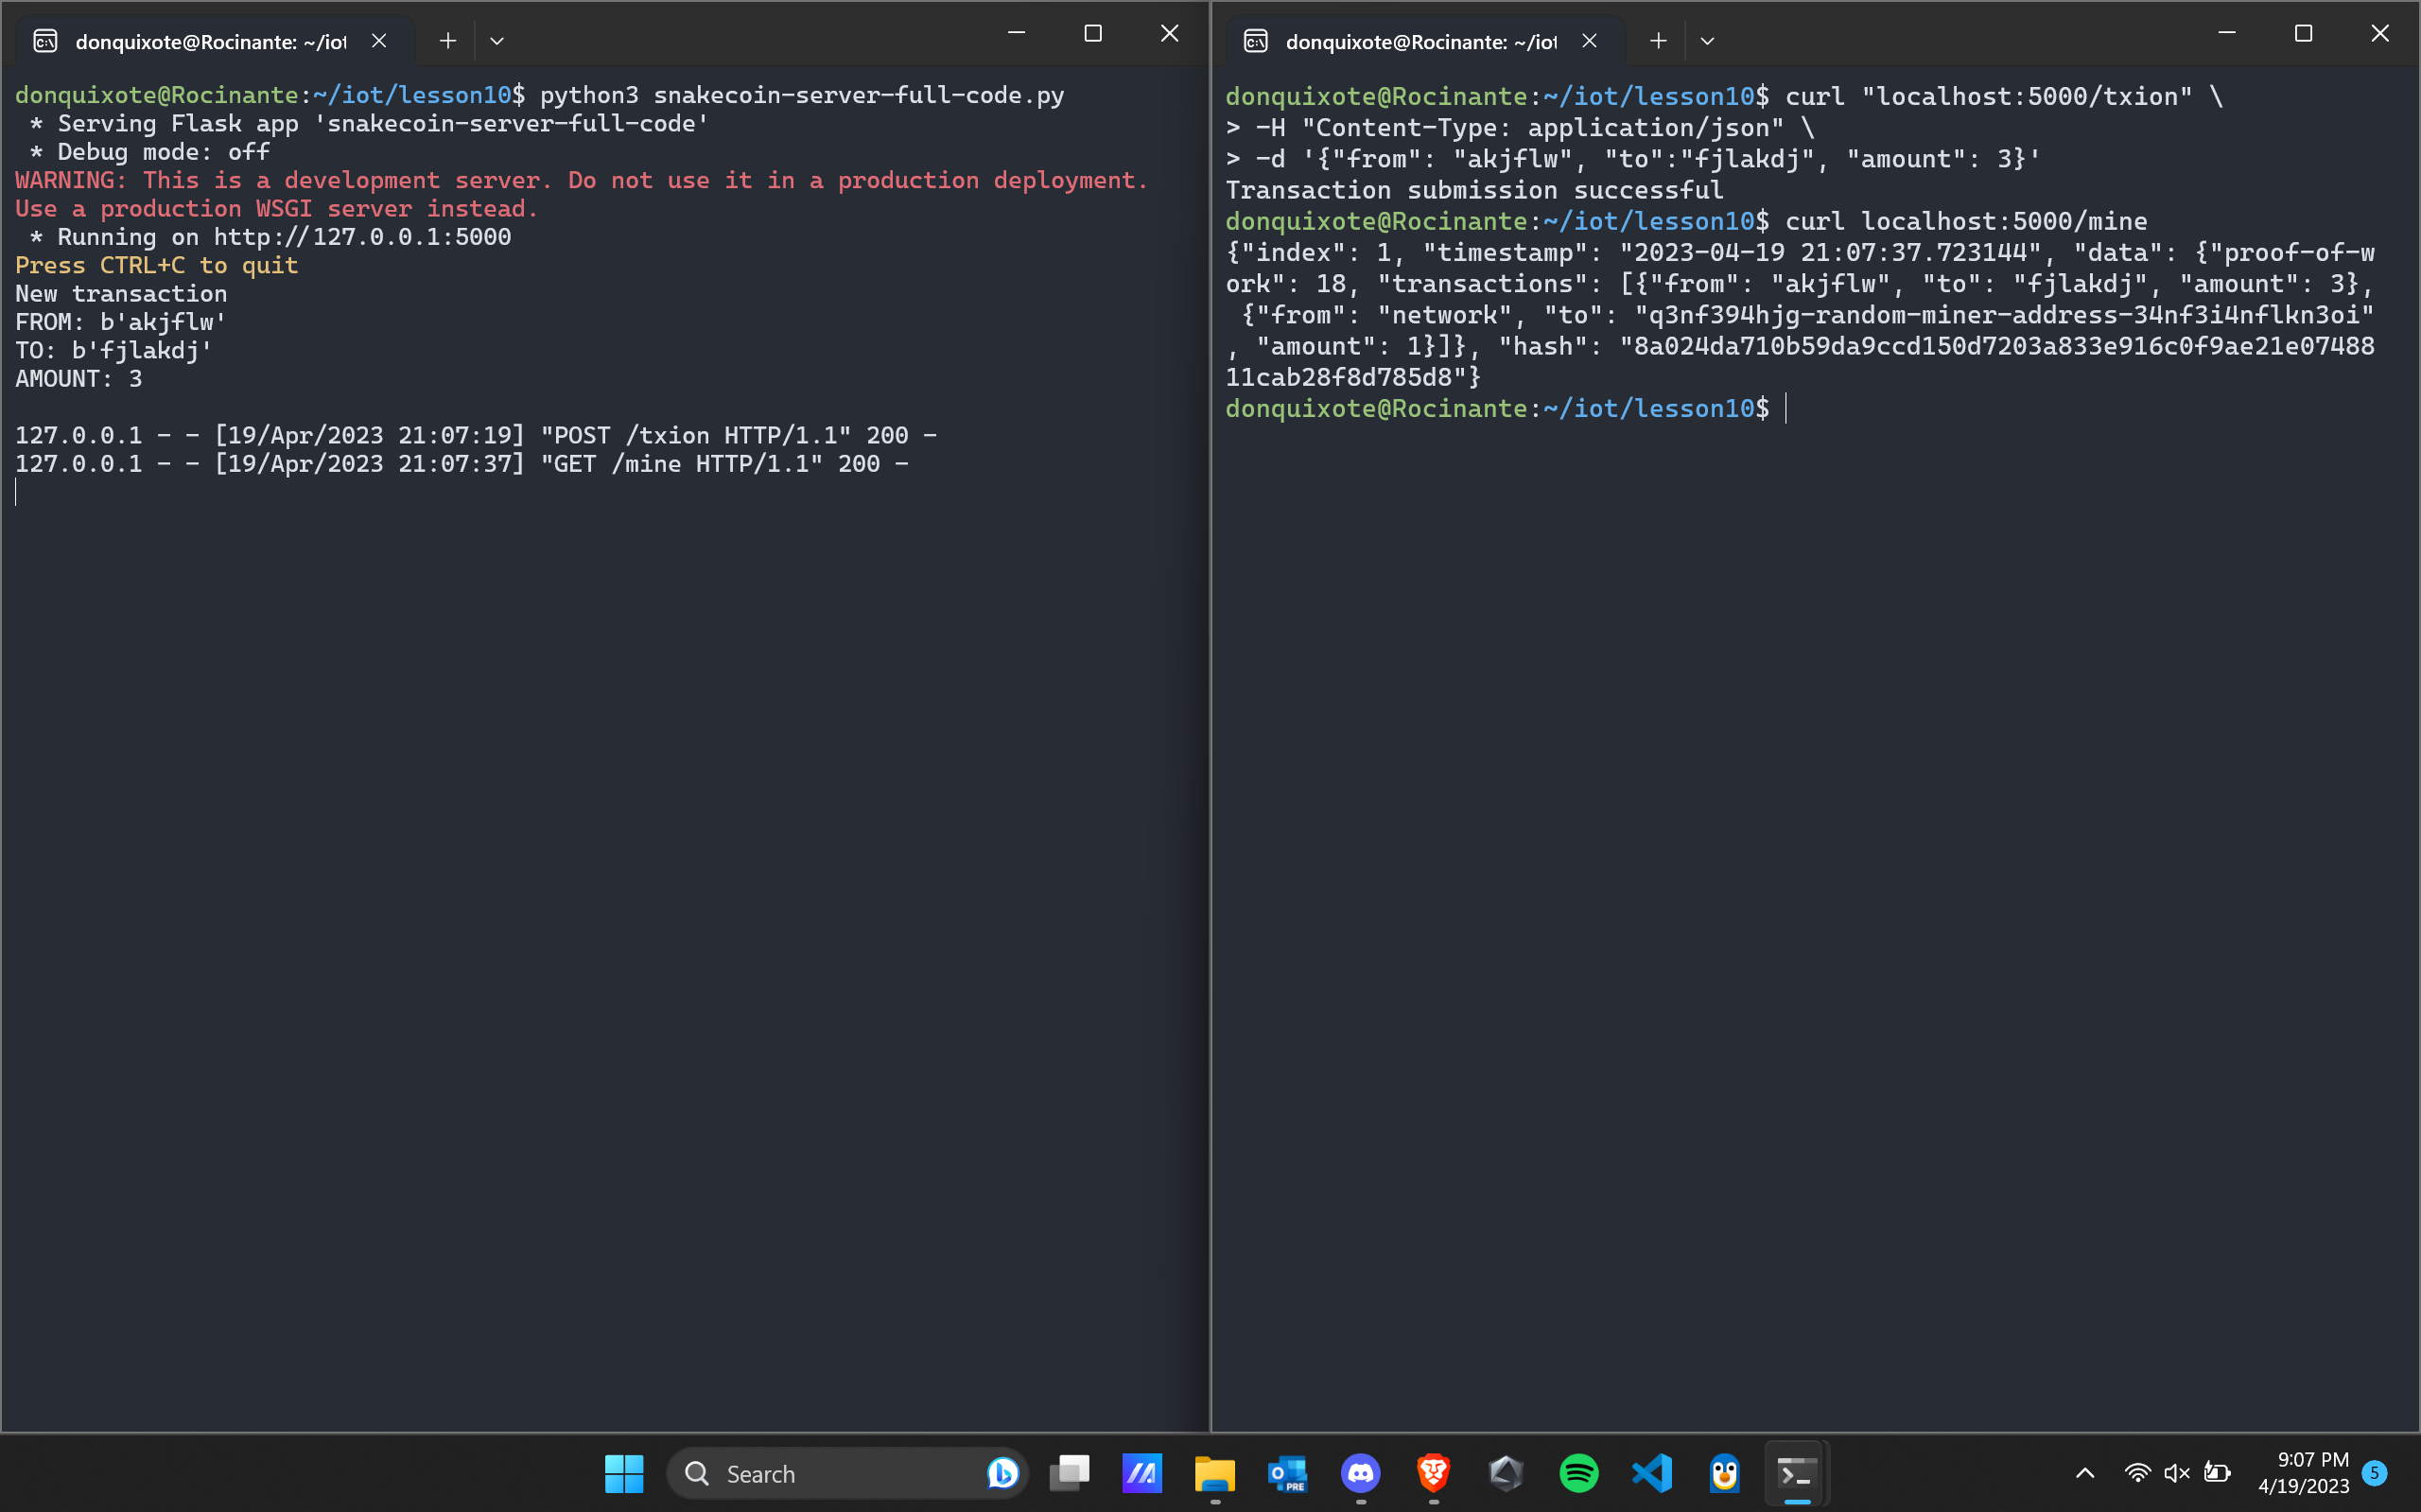 donquixote@Rocinante: ~/iot
donquixote@Rocinante:~/iot/lesson10$ python3 snakecoin-server-full-code.py
 * Serving Flask app 'snakecoin-server-full-code'
 * Debug mode: off
WARNING: This is a development server. Do not use it in a production deployment.
Use a production WSGI server instead.
 * Running on http://127.0.0.1:5000
Press CTRL+C to quit
New transaction
FROM: b'akjflw'
TO: b'fjlakdj'
AMOUNT: 3
127.0.0.1 - - [19/Apr/2023 21:07:19] "POST /txion HTTP/1.1" 200 -
127.0.0.1 - - [19/Apr/2023 21:07:37] "GET /mine HTTP/1.1" 200 -
donquixote@Rocinante: ~/iot
donquixote@Rocinante:~/iot/lesson10$ curl "localhost:5000/txion" \
> -H "Content-Type: application/json" \
> -d '{"from": "akjflw", "to":"fjlakdj", "amount": 3}'
Transaction submission successful
donquixote@Rocinante:~/iot/lesson10$ curl localhost:5000/mine
{"index": 1, "timestamp": "2023-04-19 21:07:37.723144", "data": {"proof-of-w
ork": 18, "transactions": [{"from": "akjflw", "to": "fjlakdj", "amount": 3},
 {"from": "network", "to": "q3nf394hjg-random-miner-address-34nf3i4nflkn3oi"
, "amount": 1}]}, "hash": "8a024da710b59da9ccd150d7203a833e916c0f9ae21e07488
11cab28f8d785d8"}
donquixote@Rocinante:~/iot/lesson10$
Search
PRE
9:07 PM
4/19/2023
5